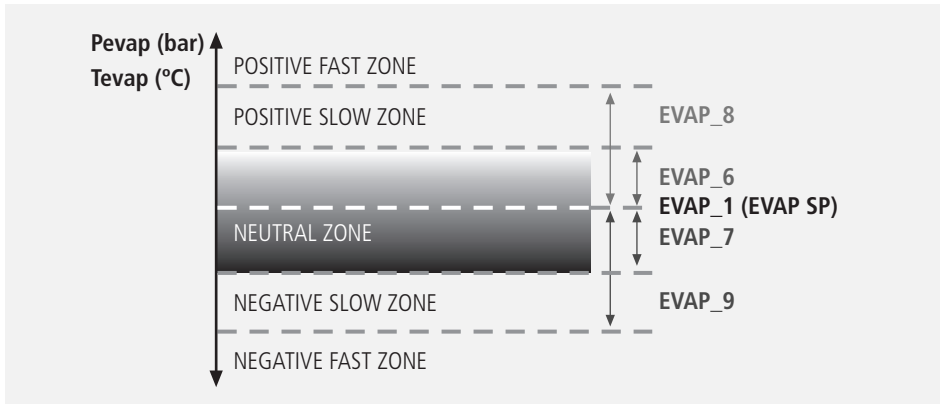 Pevap (bar)
Tevap (ºC)
POSITIVE FAST ZONE
POSITIVE SLOW ZONE
EVAP_8
EVAP_6
EVAP_1 (EVAP SP)
NEUTRAL ZONE
EVAP_7
NEGATIVE SLOW ZONE
EVAP_9
NEGATIVE FAST ZONE